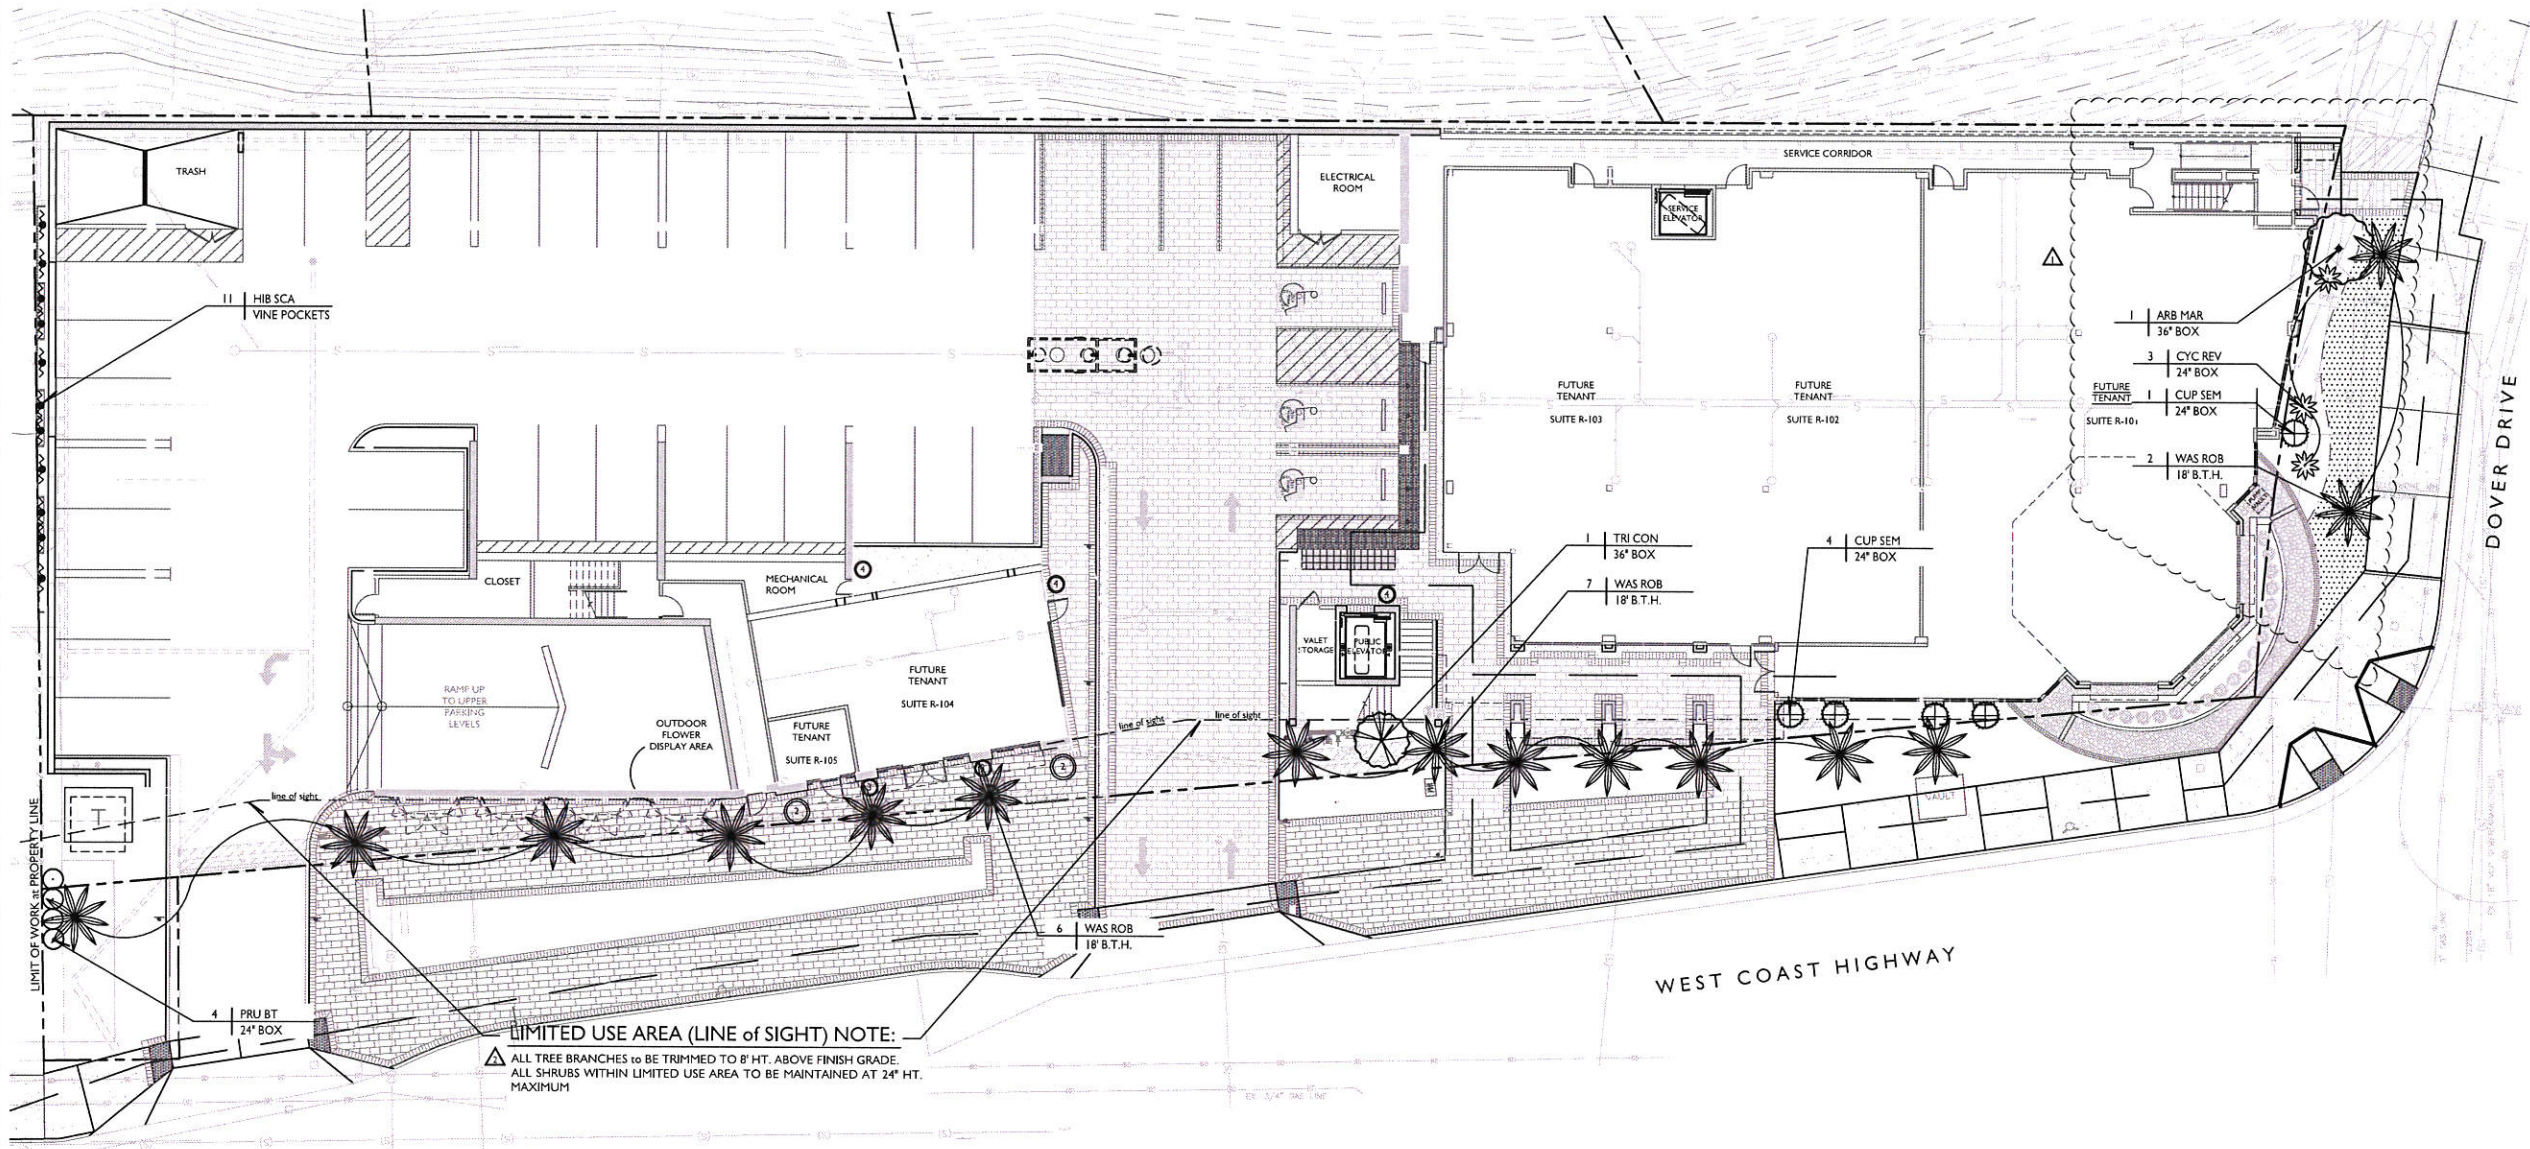 TRASH
11 HIB SCA
VINE POCKETS
ELECTRICAL
ROOM
SERVICE CORRIDOR
SERVICE
ELEVATOR
1
1 ARB MAR
36" BOX
3 CYC REV
24" BOX
1 CUP SEM
24" BOX
2 WAS ROB
18' B.T.H.
FUTURE
TENANT
SUITE R-103
FUTURE
TENANT
SUITE R-102
FUTURE
TENANT
SUITE R-101
DOVER DRIVE
1 TRI CON
36" BOX
7 WAS ROB
18' B.T.H.
4 CUP SEM
24" BOX
CLOSET
MECHANICAL
ROOM
4
4
4
VALET
STORAGE
PUBLIC
ELEVATOR
RAMP UP
TO UPPER
PARKING
LEVELS
OUTDOOR
FLOWER
DISPLAY AREA
FUTURE
TENANT
SUITE R-104
FUTURE
TENANT
SUITE R-105
line of sight
line of sight
line of sight
2
2
T
VAULT
LIMIT OF WORK at PROPERTY LINE
6 WAS ROB
18' B.T.H.
4 PRU BT
24" BOX
WEST COAST HIGHWAY
LIMITED USE AREA (LINE of SIGHT) NOTE:
2 ALL TREE BRANCHES to BE TRIMMED TO 8' HT. ABOVE FINISH GRADE.
ALL SHRUBS WITHIN LIMITED USE AREA TO BE MAINTAINED AT 24" HT.
MAXIMUM